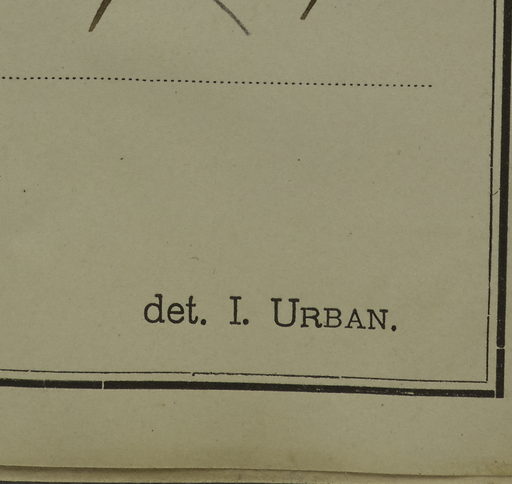 det. I. URBAN.